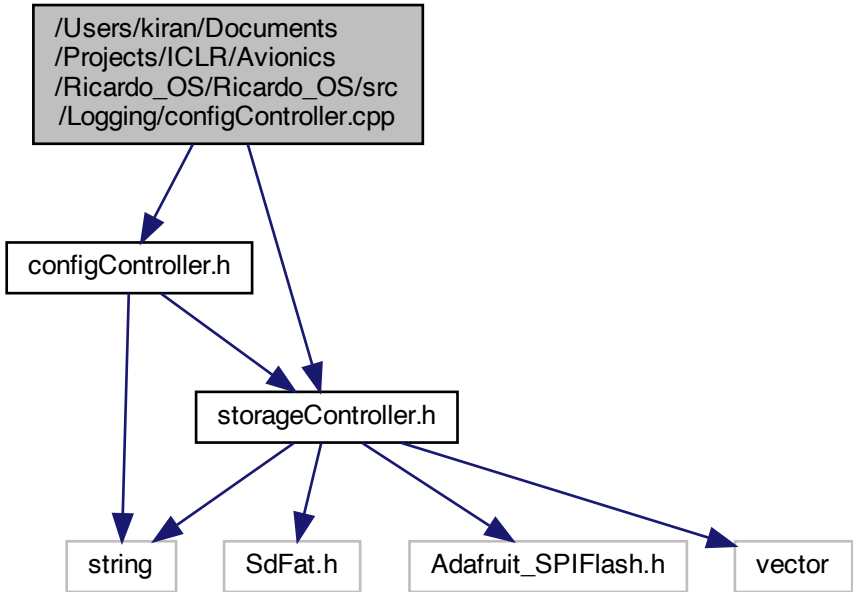 /Users/kiran/Documents
/Projects/ICLR/Avionics
/Ricardo_OS/Ricardo_OS/src
/Logging/configController.cpp
configController.h
storageController.h
string
SdFat.h
Adafruit_SPIFlash.h
vector